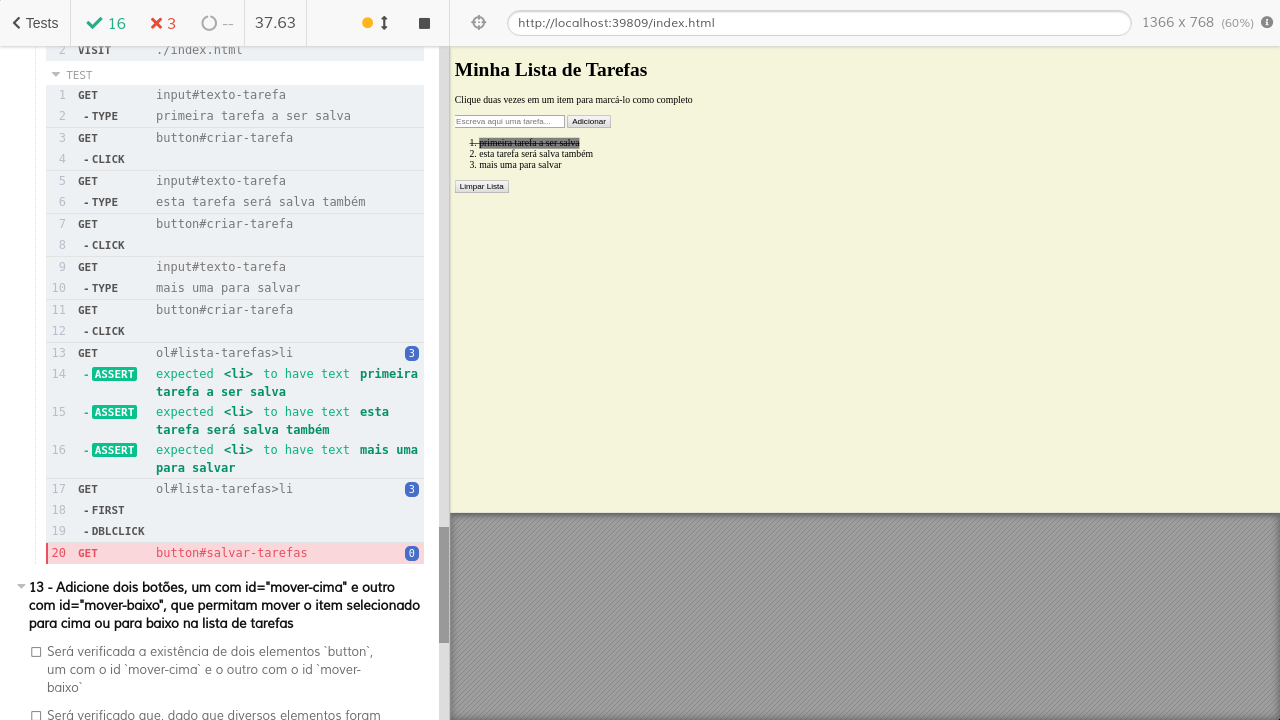 Tests 16 3 -- 37.63 http://localhost:39809/index.html 1366 x 768 (60%)
2 VISIT ./index.html
TEST
1 GET input#texto-tarefa
2 -TYPE primeira tarefa a ser salva
3 GET button#criar-tarefa
4 -CLICK
5 GET input#texto-tarefa
6 -TYPE esta tarefa será salva também
7 GET button#criar-tarefa
8 -CLICK
9 GET input#texto-tarefa
10 -TYPE mais uma para salvar
11 GET button#criar-tarefa
12 -CLICK
13 GET ol#lista-tarefas>li 3
14 -ASSERT expected <li> to have text primeira
tarefa a ser salva
15 -ASSERT expected <li> to have text esta
tarefa será salva também
16 -ASSERT expected <li> to have text mais uma
para salvar
17 GET ol#lista-tarefas>li 3
18 -FIRST
19 -DBLCLICK
20 GET button#salvar-tarefas 0
13 - Adicione dois botões, um com id="mover-cima" e outro
com id="mover-baixo", que permitam mover o item selecionado
para cima ou para baixo na lista de tarefas
Será verificada a existência de dois elementos `button`,
um com o id `mover-cima` e o outro com o id `mover-
baixo`
Será verificado que, dado que diversos elementos foram
Minha Lista de Tarefas
Clique duas vezes em um item para marcá-lo como completo
Escreva aqui uma tarefa... Adicionar
1. primeira tarefa a ser salva
2. esta tarefa será salva também
3. mais uma para salvar
Limpar Lista